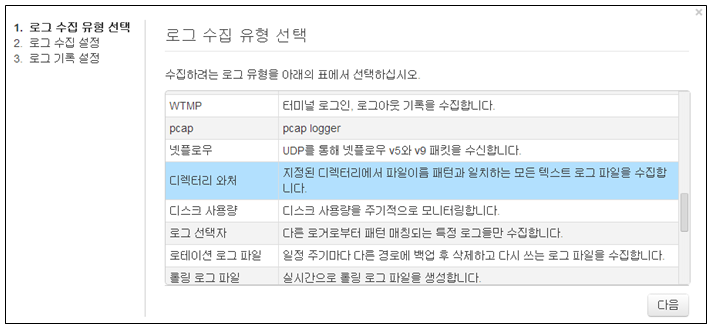 1. 로그 수집 유형 선택
2. 로그 수집 설정
3. 로그 기록 설정
×
로그 수집 유형 선택
수집하려는 로그 유형을 아래의 표에서 선택하십시오.
WTMP 터미널 로그인, 로그아웃 기록을 수집합니다.
pcap pcap logger
넷플로우 UDP를 통해 넷플로우 v5와 v9 패킷을 수신합니다.
디렉터리 와처 지정된 디렉터리에서 파일이름 패턴과 일치하는 모든 텍스트 로그 파일을 수집합
니다.
디스크 사용량 디스크 사용량을 주기적으로 모니터링합니다.
로그 선택자 다른 로거로부터 패턴 매칭되는 특정 로그들만 수집합니다.
로테이션 로그 파일 일정 주기마다 다른 경로에 백업 후 삭제하고 다시 쓰는 로그 파일을 수집합니다.
롤링 로그 파일 실시간으로 롤링 로그 파일을 생성합니다.
다음